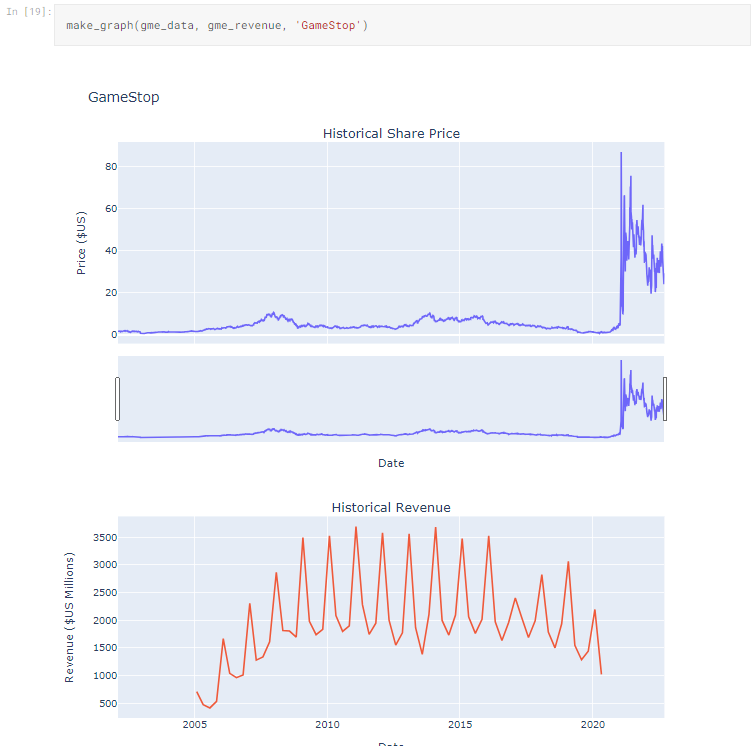 In [19]:
make_graph(gme_data, gme_revenue, 'GameStop')
GameStop
Historical Share Price
Price ($US)
80
60
40
20
0
Date
Historical Revenue
Revenue ($US Millions)
3500
3000
2500
2000
1500
1000
500
2005
2010
2015
2020
Date